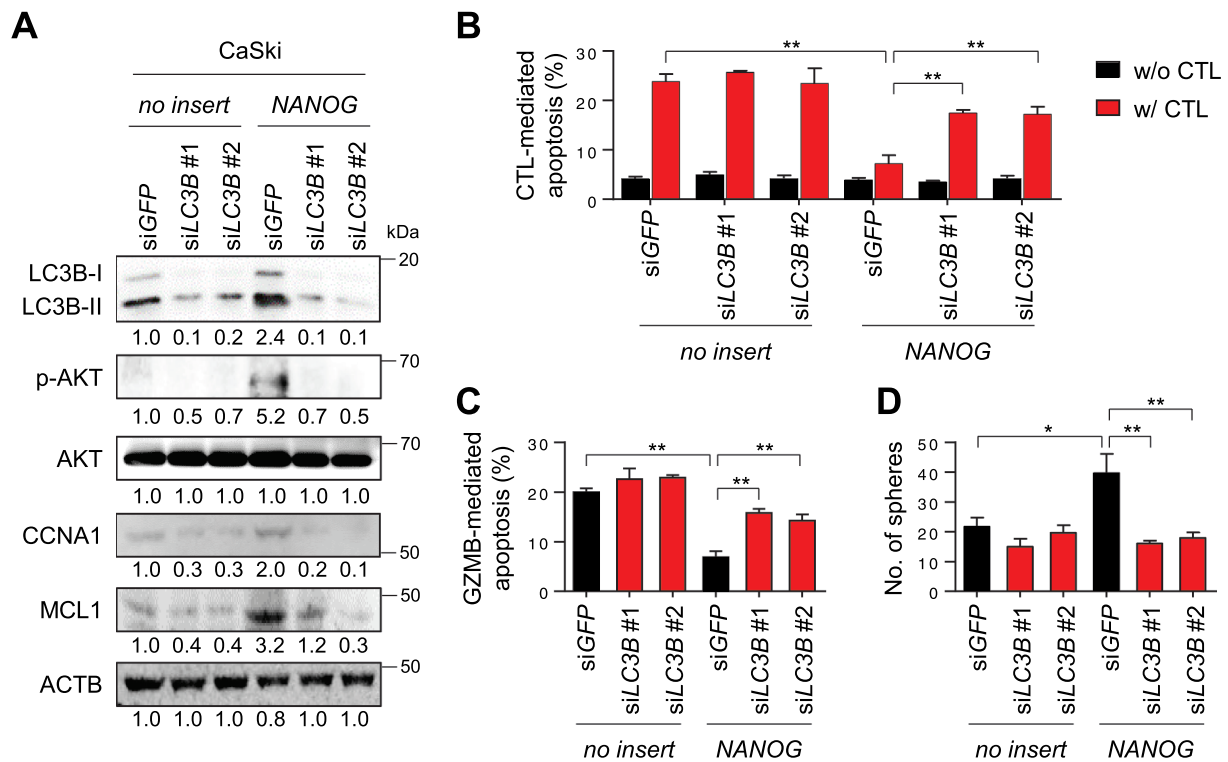 A
CaSki
no insert NANOG
siGFP siLC3B #1 siLC3B #2 siGFP siLC3B #1 siLC3B #2
kDa
LC3B-I
20
LC3B-II
1.0 0.1 0.2 2.4 0.1 0.1
p-AKT
70
1.0 0.5 0.7 5.2 0.7 0.5
AKT
70
1.0 1.0 1.0 1.0 1.0 1.0
CCNA1
50
1.0 0.3 0.3 2.0 0.2 0.1
MCL1
50
1.0 0.4 0.4 3.2 1.2 0.3
ACTB
50
1.0 1.0 1.0 0.8 1.0 1.0
B
CTL-mediated
apoptosis (%)
30
20
10
0
** **
**
w/o CTL
w/ CTL
siGFP siLC3B #1 siLC3B #2 siGFP siLC3B #1 siLC3B #2
no insert NANOG
C
GZMB-mediated
apoptosis (%)
30
20
10
0
** **
**
siGFP siLC3B #1 siLC3B #2 siGFP siLC3B #1 siLC3B #2
no insert NANOG
D
No. of spheres
50
40
30
20
10
0
**
* **
siGFP siLC3B #1 siLC3B #2 siGFP siLC3B #1 siLC3B #2
no insert NANOG